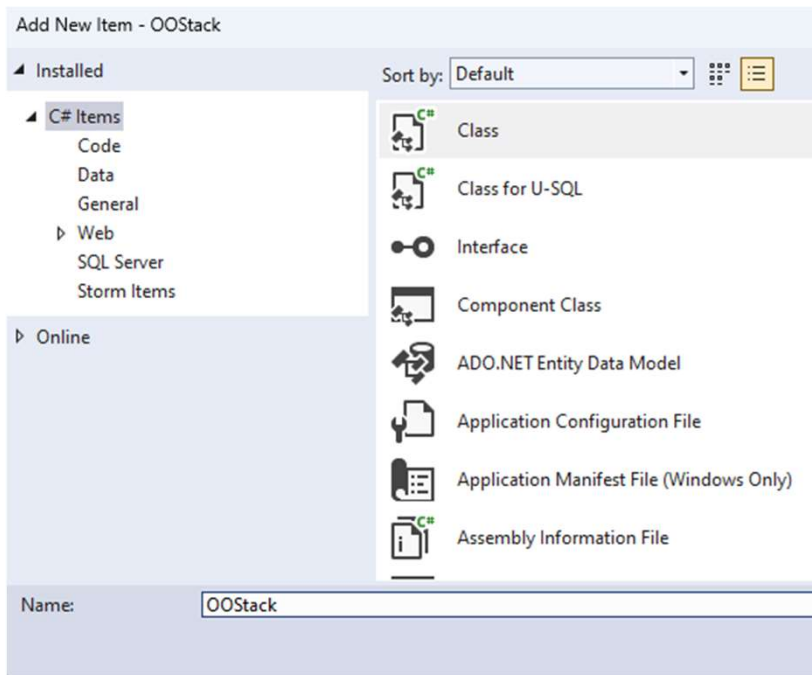 Add New Item - OOStack
Installed
Sort by: Default
C# Items
Code
Data
General
Web
SQL Server
Storm Items
Online
C# Class
C# Class for U-SQL
Interface
Component Class
ADO.NET Entity Data Model
Application Configuration File
Application Manifest File (Windows Only)
C# Assembly Information File
Name: OOStack